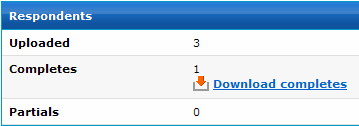 Respondents
Uploaded 3
Completes 1
Download completes
Partials 0